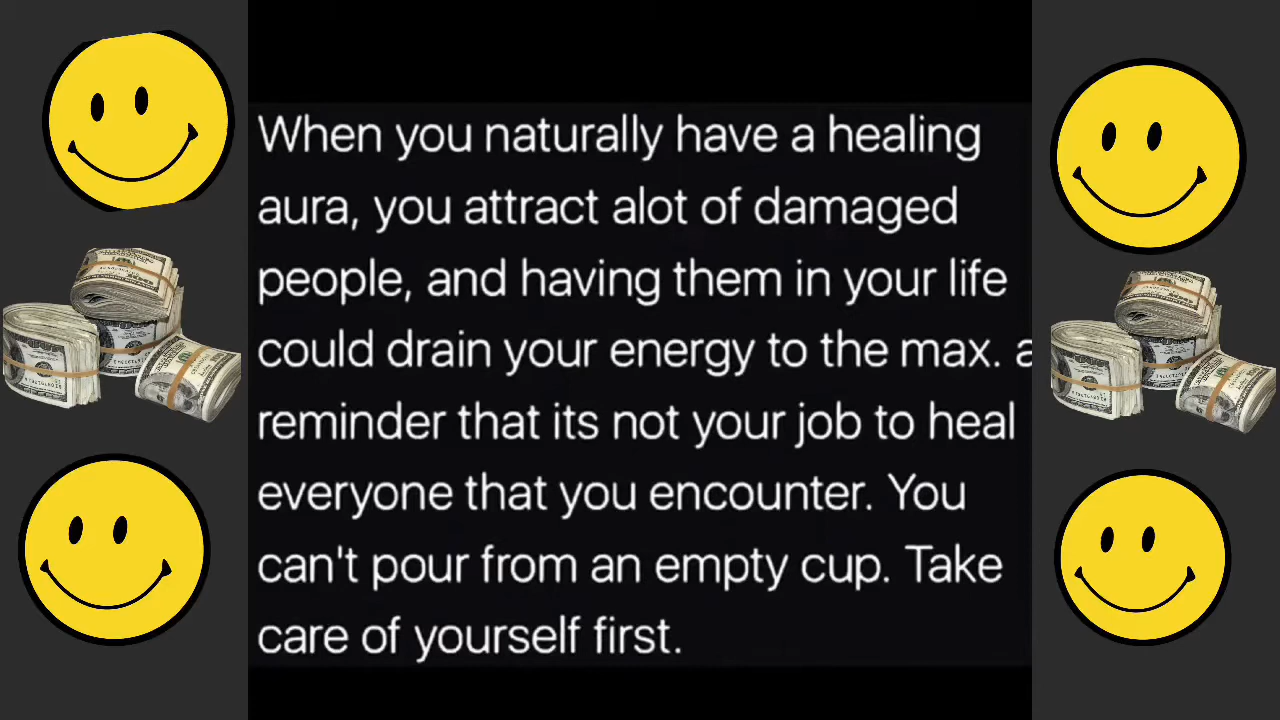 When you naturally have a healing
aura, you attract alot of damaged
people, and having them in your life
could drain your energy to the max. a
reminder that its not your job to heal
everyone that you encounter. You
can't pour from an empty cup. Take
care of yourself first.